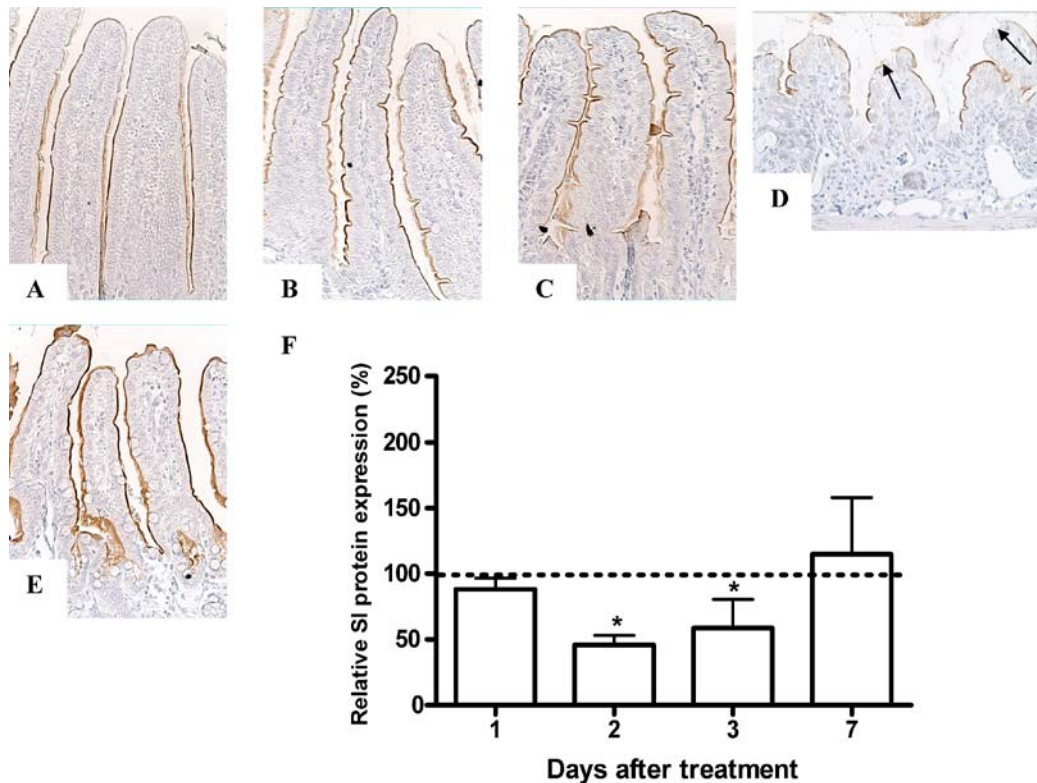 A
B
C
D
E
F
Relative SI protein expression (%)
250
200
150
100
50
0
*
*
1
2
3
7
Days after treatment